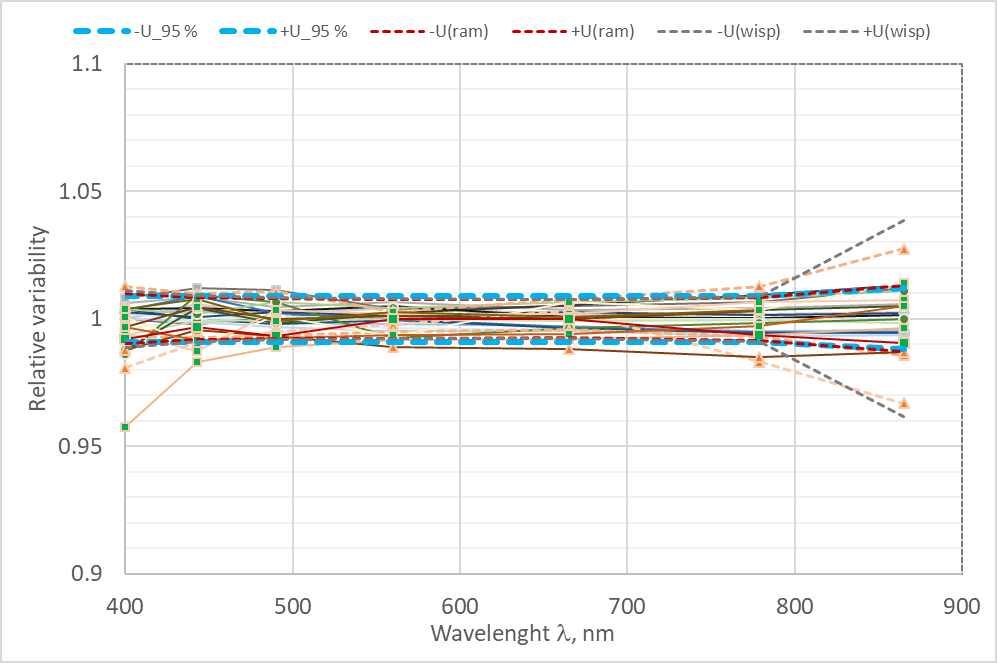 -U_95 % +U_95 % -U(ram) +U(ram) -U(wisp) +U(wisp)
1.1
1.05
1
0.95
0.9
Relative variability
400 500 600 700 800 900
Wavelenght λ, nm